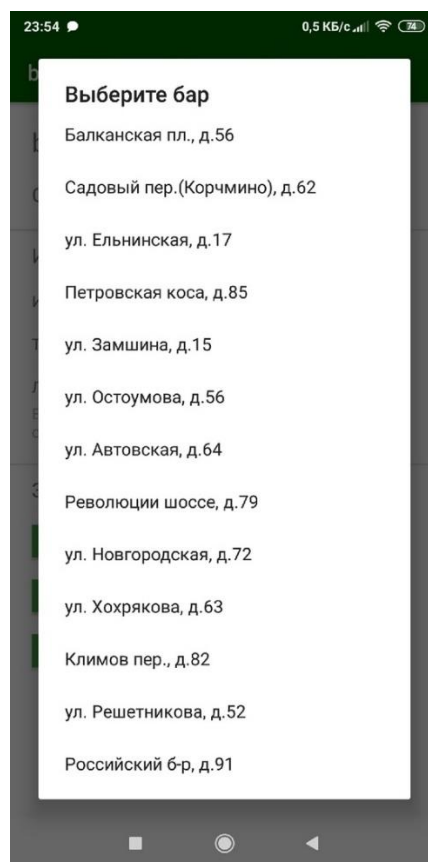 23:54
0,5 КБ/с
74
Выберите бар
Балканская пл., д.56
Садовый пер.(Корчмино), д.62
ул. Ельнинская, д.17
Петровская коса, д.85
ул. Замшина, д.15
ул. Остоумова, д.56
ул. Автовская, д.64
Революции шоссе, д.79
ул. Новгородская, д.72
ул. Хохрякова, д.63
Климов пер., д.82
ул. Решетникова, д.52
Российский б-р, д.91